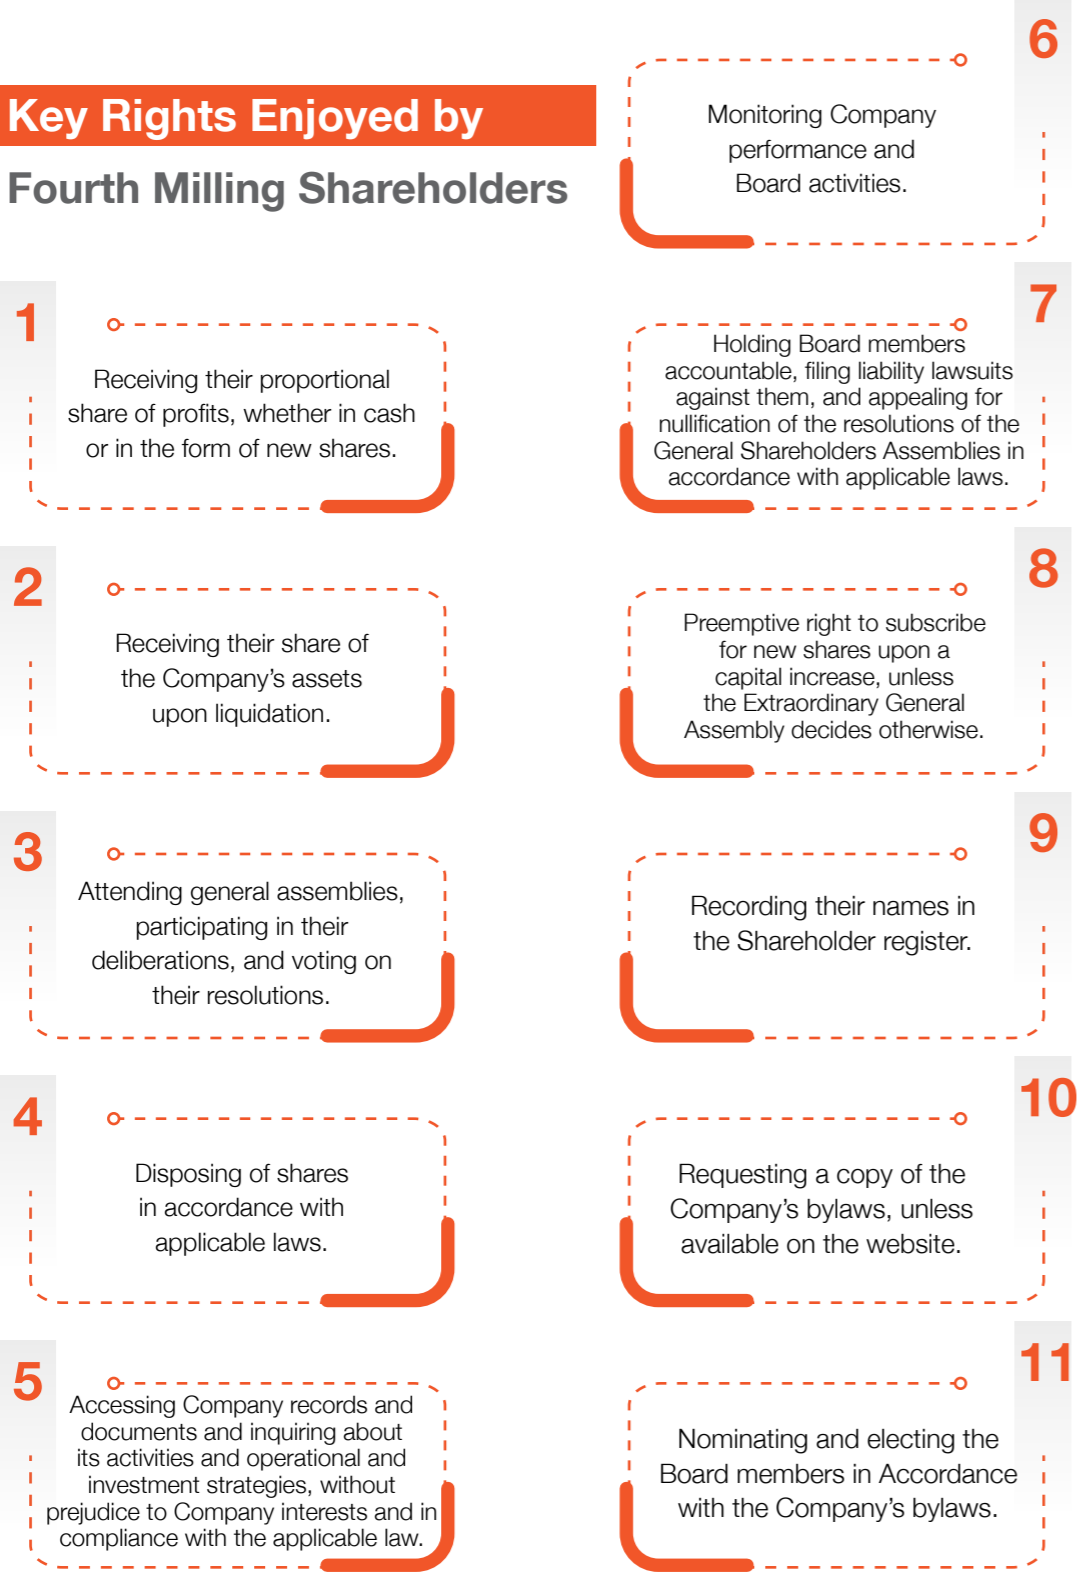 Key Rights Enjoyed by
Fourth Milling Shareholders
1
Receiving their proportional
share of profits, whether in cash
or in the form of new shares.
2
Receiving their share of
the Company’s assets
upon liquidation.
3
Attending general assemblies,
participating in their
deliberations, and voting on
their resolutions.
4
Disposing of shares
in accordance with
applicable laws.
5
Accessing Company records and
documents and inquiring about
its activities and operational and
investment strategies, without
prejudice to Company interests and in
compliance with the applicable law.
6
Monitoring Company
performance and
Board activities.
7
Holding Board members
accountable, filing liability lawsuits
against them, and appealing for
nullification of the resolutions of the
General Shareholders Assemblies in
accordance with applicable laws.
8
Preemptive right to subscribe
for new shares upon a
capital increase, unless
the Extraordinary General
Assembly decides otherwise.
9
Recording their names in
the Shareholder register.
10
Requesting a copy of the
Company’s bylaws, unless
available on the website.
11
Nominating and electing the
Board members in Accordance
with the Company’s bylaws.